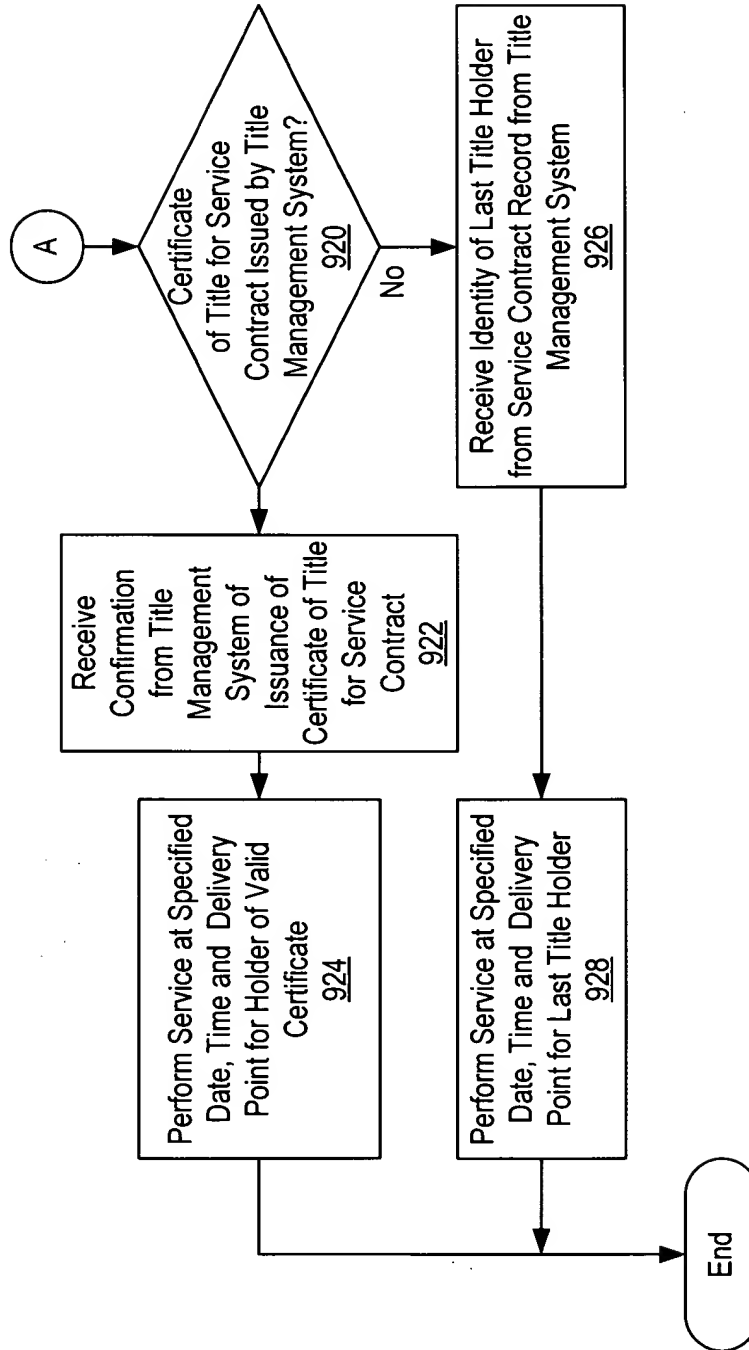 A
Certificate
of Title for Service
Contract Issued by Title
Management System?
920
No
Receive
Confirmation
from Title
Management
System of
Issuance of
Certificate of Title
for Service
Contract
922
Receive Identity of Last Title Holder
from Service Contract Record from Title
Management System
926
Perform Service at Specified
Date, Time and Delivery
Point for Holder of Valid
Certificate
924
Perform Service at Specified
Date, Time and Delivery
Point for Last Title Holder
928
End